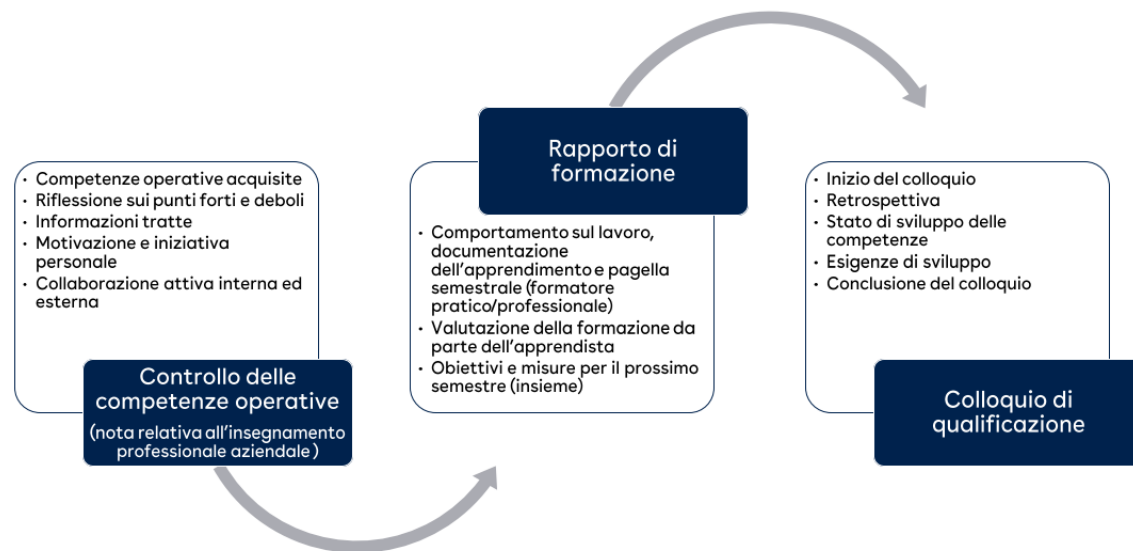 · Competenze operative acquisite
· Riflessione sui punti forti e deboli
· Informazioni tratte
· Motivazione e iniziativa
personale
· Collaborazione attiva interna ed
esterna
Controllo delle
competenze operative
(nota relativa all'insegnamento
professionale aziendale)
Rapporto di
formazione
· Comportamento sul lavoro,
documentazione
dell'apprendimento e pagella
semestrale (formatore
pratico/professionale)
· Valutazione della formazione da
parte dell'apprendista
· Obiettivi e misure per il prossimo
semestre (insieme)
· Inizio del colloquio
· Retrospettiva
· Stato di sviluppo delle
competenze
· Esigenze di sviluppo
· Conclusione del colloquio
Colloquio di
qualificazione